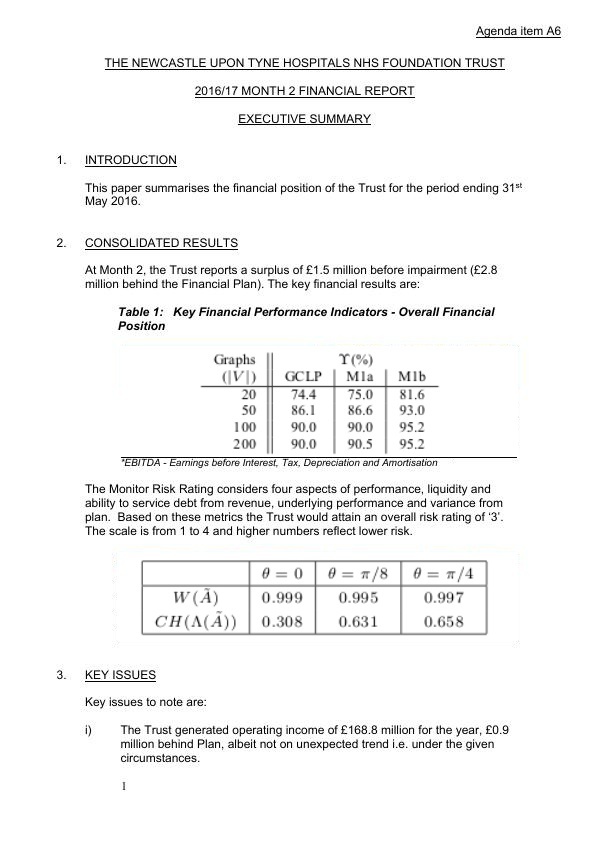 Agenda item A6
THE NEWCASTLE UPON TYNE HOSPITALS NHS FOUNDATION TRUST
2016/17 MONTH 2 FINANCIAL REPORT
EXECUTIVE SUMMARY
1. INTRODUCTION
This paper summarises the financial position of the Trust for the period ending 31st
May 2016.
2. CONSOLIDATED RESULTS
At Month 2, the Trust reports a surplus of £1.5 million before impairment (£2.8
million behind the Financial Plan). The key financial results are:
Table 1: Key Financial Performance Indicators - Overall Financial
Position
Graphs ϒ(%)
(|V|) GCLP M1a M1b
20 74.4 75.0 81.6
50 86.1 86.6 93.0
100 90.0 90.0 95.2
200 90.0 90.5 95.2
*EBITDA - Earnings before Interest, Tax, Depreciation and Amortisation
The Monitor Risk Rating considers four aspects of performance, liquidity and
ability to service debt from revenue, underlying performance and variance from
plan. Based on these metrics the Trust would attain an overall risk rating of ‘3’.
The scale is from 1 to 4 and higher numbers reflect lower risk.
θ = 0 θ = π/8 θ = π/4
W(Ã) 0.999 0.995 0.997
CH(Λ(Ã)) 0.308 0.631 0.658
3. KEY ISSUES
Key issues to note are:
i) The Trust generated operating income of £168.8 million for the year, £0.9
million behind Plan, albeit not on unexpected trend i.e. under the given
circumstances.
1